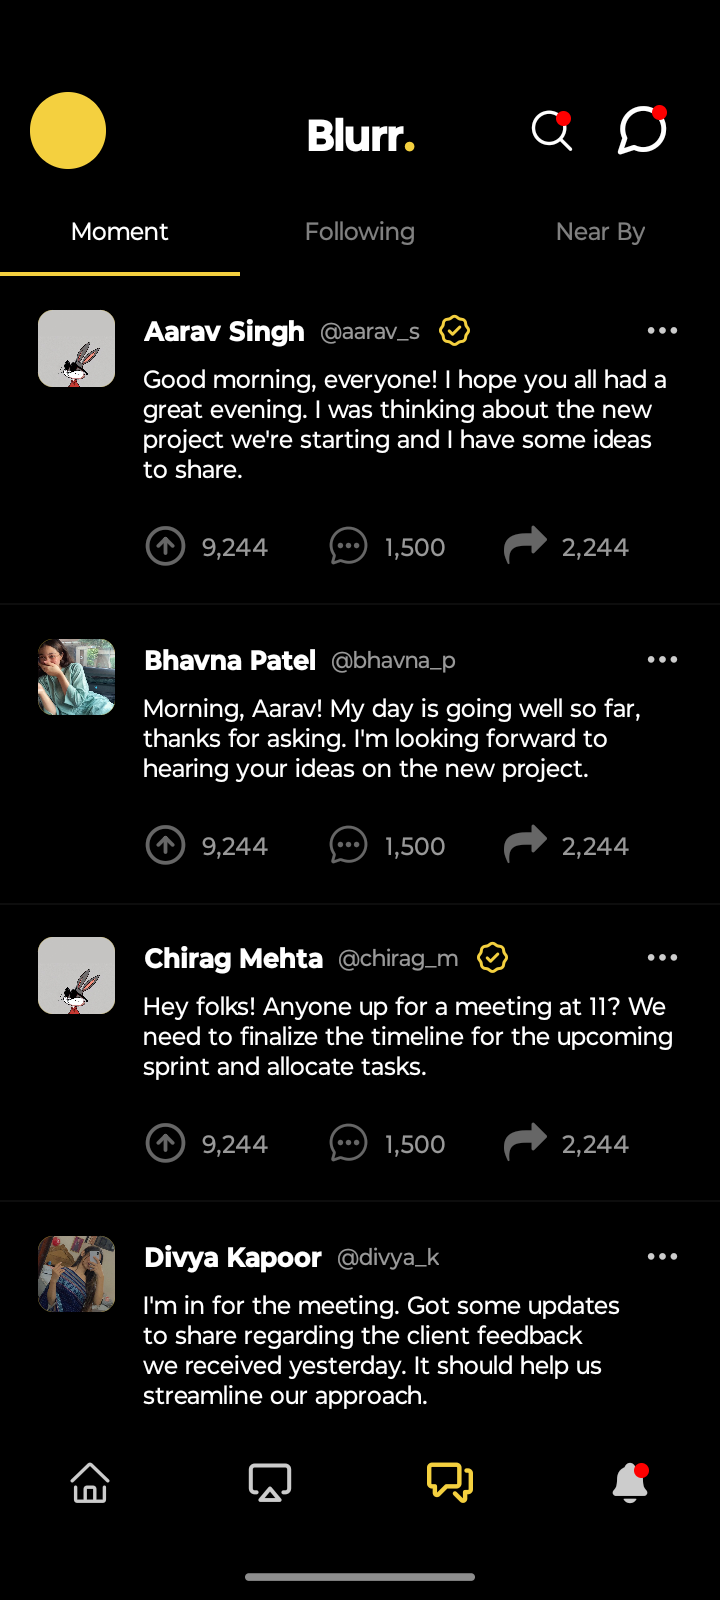 Blurr.
Moment Following Near By
Aarav Singh @aarav_s
Good morning, everyone! I hope you all had a
great evening. I was thinking about the new
project we're starting and I have some ideas
to share.
9,244 1,500 2,244
Bhavna Patel @bhavna_p
Morning, Aarav! My day is going well so far,
thanks for asking. I'm looking forward to
hearing your ideas on the new project.
9,244 1,500 2,244
Chirag Mehta @chirag_m
Hey folks! Anyone up for a meeting at 11? We
need to finalize the timeline for the upcoming
sprint and allocate tasks.
9,244 1,500 2,244
Divya Kapoor @divya_k
I'm in for the meeting. Got some updates
to share regarding the client feedback
we received yesterday. It should help us
streamline our approach.